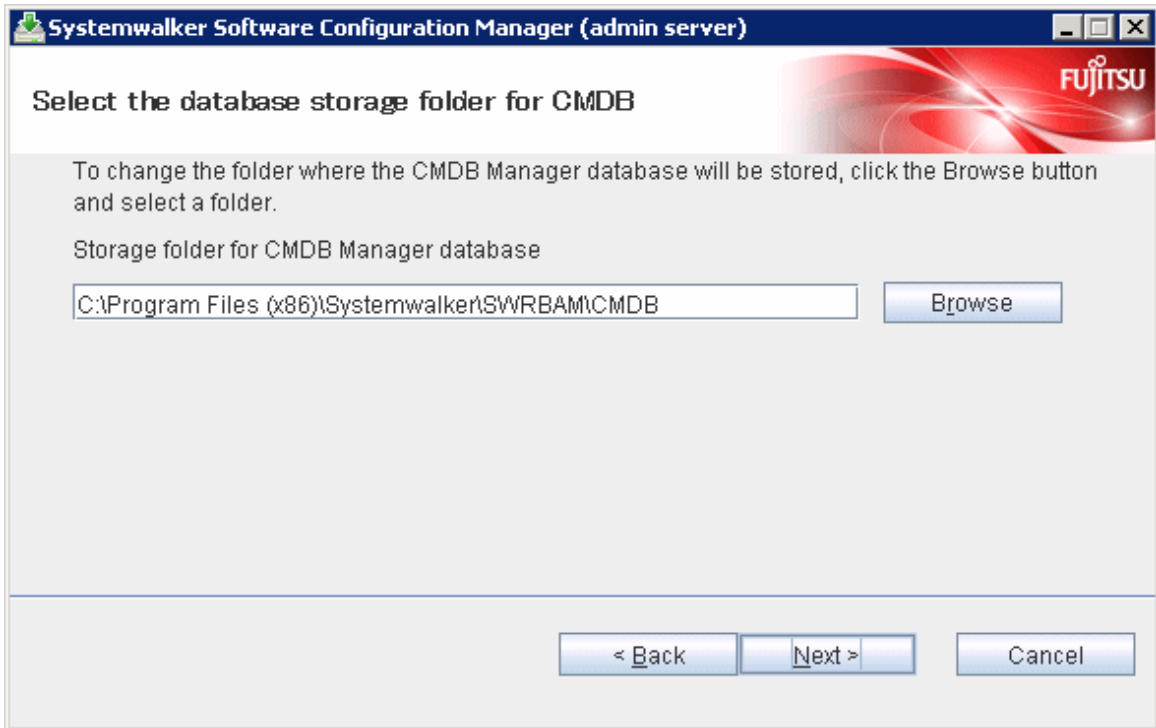 Systemwalker Software Configuration Manager (admin server)
FUJITSU
Select the database storage folder for CMDB
To change the folder where the CMDB Manager database will be stored, click the Browse button
and select a folder.
Storage folder for CMDB Manager database
C:\Program Files (x86)\Systemwalker\SWRBAM\CMDB
Browse
< Back
Next >
Cancel